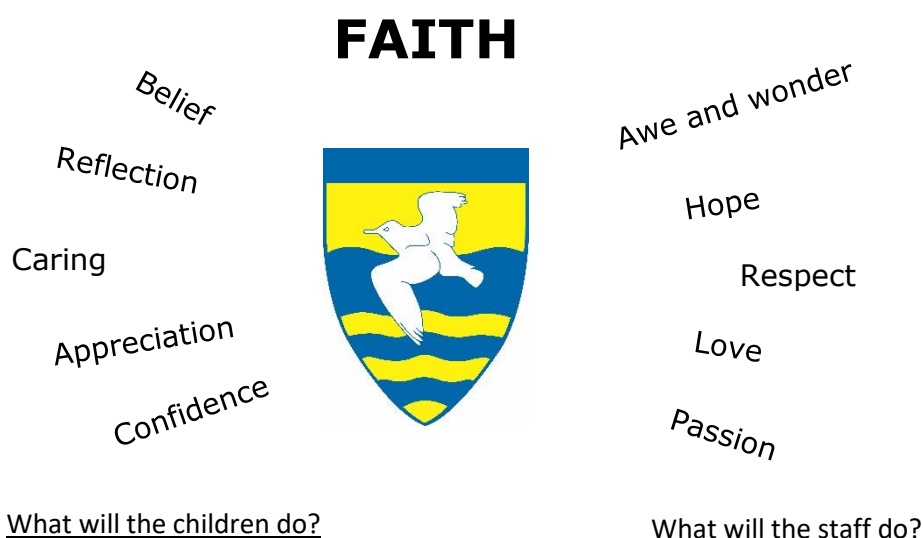 FAITH
Belief
Reflection
Caring
Appreciation
Confidence
Awe and wonder
Hope
Respect
Love
Passion
What will the children do?
What will the staff do?